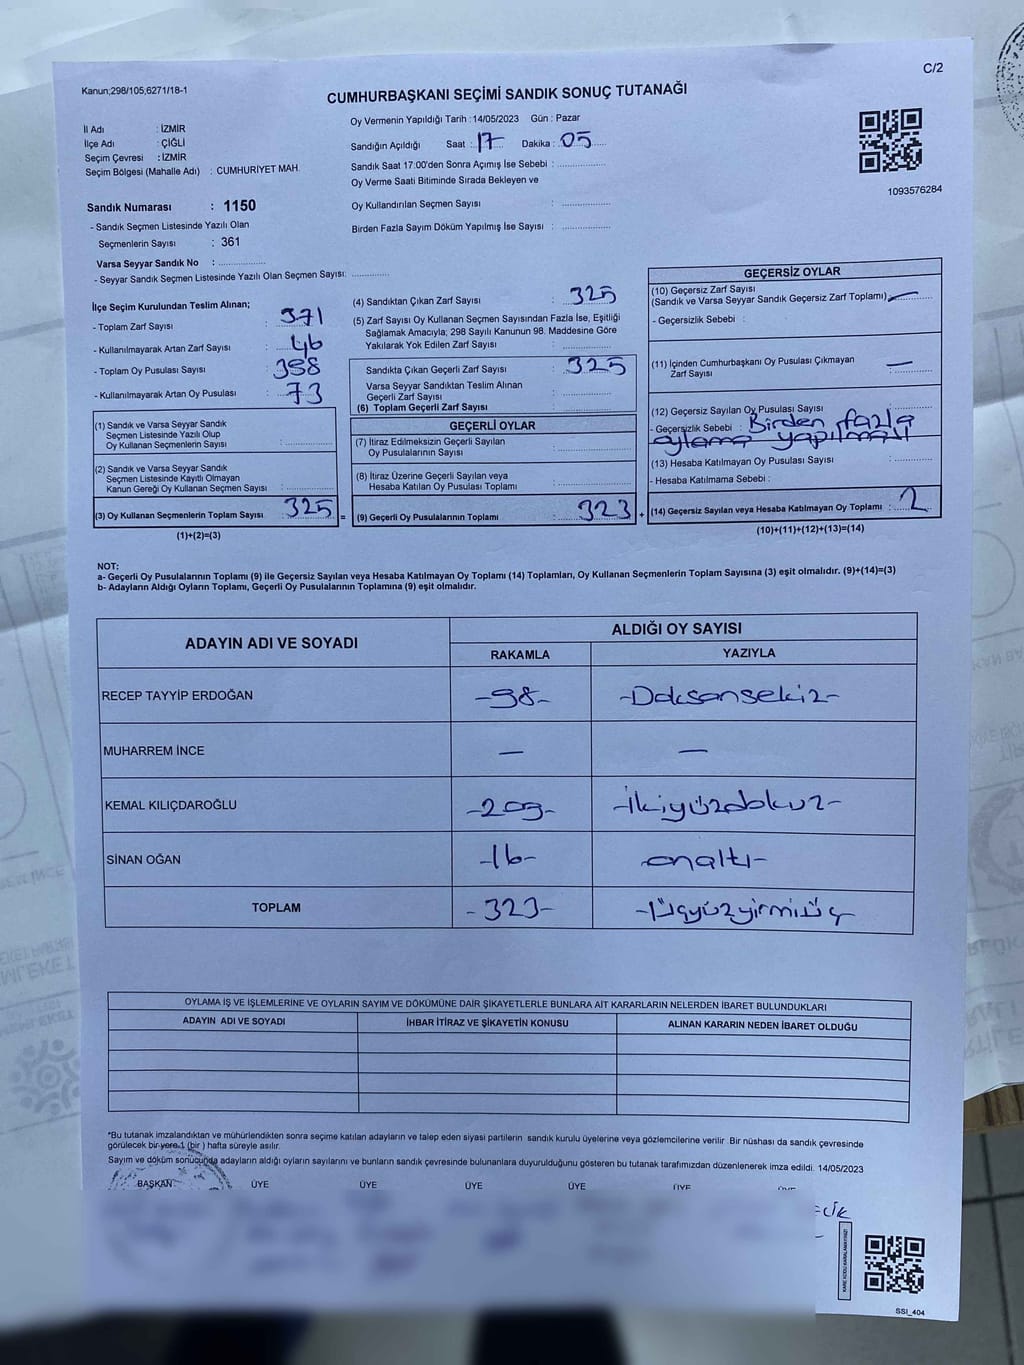 Kanun;298/105,6271/18-1
C/2
CUMHURBAŞKANI SEÇİMİ SANDIK SONUÇ TUTANAĞI
İl Adı : İZMİR
İlçe Adı : ÇİĞLİ
Seçim Çevresi : İZMİR
Seçim Bölgesi (Mahalle Adı) : CUMHURİYET MAH.
Oy Vermenin Yapıldığı Tarih :14/05/2023 Gün : Pazar
Sandığın Açıldığı Saat : 17 Dakika : 05
Sandık Saat 17:00'den Sonra Açımış İse Sebebi :
Oy Verme Saati Bitiminde Sırada Bekleyen ve
Oy Kullandırılan Seçmen Sayısı :
Birden Fazla Sayım Döküm Yapılmış İse Sayısı :
1093576284
Sandık Numarası : 1150
- Sandık Seçmen Listesinde Yazılı Olan
Seçmenlerin Sayısı : 361
Varsa Seyyar Sandık No :
- Seyyar Sandık Seçmen Listesinde Yazılı Olan Seçmen Sayısı:
İlçe Seçim Kurulundan Teslim Alınan;
- Toplam Zarf Sayısı : 371
- Kullanılmayarak Artan Zarf Sayısı : 46
- Toplam Oy Pusulası Sayısı : 398
- Kullanılmayarak Artan Oy Pusulası : 73
(1) Sandık ve Varsa Seyyar Sandık
Seçmen Listesinde Yazılı Olup
Oy Kullanan Seçmenlerin Sayısı :
(2) Sandık ve Varsa Seyyar Sandık
Seçmen Listesinde Kayıtlı Olmayan
Kanun Gereği Oy Kullanan Seçmen Sayısı :
(3) Oy Kullanan Seçmenlerin Toplam Sayısı : 325 =
(1)+(2)=(3)
(4) Sandıktan Çıkan Zarf Sayısı : 325
(5) Zarf Sayısı Oy Kullanan Seçmen Sayısından Fazla İse, Eşitliği
Sağlamak Amacıyla; 298 Sayılı Kanunun 98. Maddesine Göre
Yakılarak Yok Edilen Zarf Sayısı :
Sandıkta Çıkan Geçerli Zarf Sayısı : 325
Varsa Seyyar Sandıktan Teslim Alınan
Geçerli Zarf Sayısı :
(6) Toplam Geçerli Zarf Sayısı :
GEÇERLİ OYLAR
(7) İtiraz Edilmeksizin Geçerli Sayılan
Oy Pusulalarının Sayısı :
(8) İtiraz Üzerine Geçerli Sayılan veya
Hesaba Katılan Oy Pusulası Toplamı :
(9) Geçerli Oy Pusulalarının Toplamı : 323 +
GEÇERSİZ OYLAR
(10) Geçersiz Zarf Sayısı
(Sandık ve Varsa Seyyar Sandık Geçersiz Zarf Toplamı) : —
- Geçersizlik Sebebi :
(11) İçinden Cumhurbaşkanı Oy Pusulası Çıkmayan
Zarf Sayısı : —
(12) Geçersiz Sayılan Oy Pusulası Sayısı :
- Geçersizlik Sebebi : Birden fazla
oylama yapılması
(13) Hesaba Katılmayan Oy Pusulası Sayısı :
- Hesaba Katılmama Sebebi :
(14) Geçersiz Sayılan veya Hesaba Katılmayan Oy Toplamı : 2
(10)+(11)+(12)+(13)=(14)
NOT:
a- Geçerli Oy Pusulalarının Toplamı (9) ile Geçersiz Sayılan veya Hesaba Katılmayan Oy Toplamı (14) Toplamları, Oy Kullanan Seçmenlerin Toplam Sayısına (3) eşit olmalıdır. (9)+(14)=(3)
b- Adayların Aldığı Oyların Toplamı, Geçerli Oy Pusulalarının Toplamına (9) eşit olmalıdır.
ADAYIN ADI VE SOYADI ALDIĞI OY SAYISI
RAKAMLA YAZIYLA
RECEP TAYYİP ERDOĞAN -98- -Doksansekiz-
MUHARREM İNCE — —
KEMAL KILIÇDAROĞLU -209- -İkiyüzdokuz-
SİNAN OĞAN -16- -onaltı-
TOPLAM -323- -Üçyüzyirmiüç-
OYLAMA İŞ VE İŞLEMLERİNE VE OYLARIN SAYIM VE DÖKÜMÜNE DAİR ŞİKAYETLERLE BUNLARA AİT KARARLARIN NELERDEN İBARET BULUNDUKLARI
ADAYIN ADI VE SOYADI İHBAR İTİRAZ VE ŞİKAYETİN KONUSU ALINAN KARARIN NEDEN İBARET OLDUĞU
*Bu tutanak imzalandıktan ve mühürlendikten sonra seçime katılan adayların ve talep eden siyasi partilerin sandık kurulu üyelerine veya gözlemcilerine verilir. Bir nüshası da sandık çevresinde
görülecek bir yere 1 (bir ) hafta süreyle asılır.
Sayım ve döküm sonucunda adayların aldığı oyların sayılarını ve bunların sandık çevresinde bulunanlara duyurulduğunu gösteren bu tutanak tarafımızdan düzenlenerek imza edildi. 14/05/2023
BAŞKAN ÜYE ÜYE ÜYE ÜYE ÜYE ÜYE
KARE KODU KARALAMAYINIZ!
SSİ_404